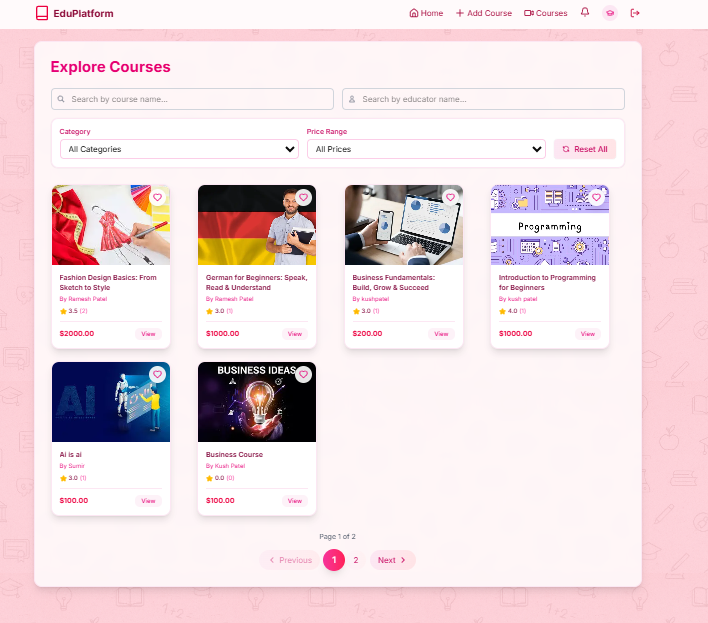 EduPlatform
Home
Add Course
Courses
Explore Courses
Search by course name...
Search by educator name...
Category
Price Range
All Categories
All Prices
Reset All
Programming
Fashion Design Basics: From
Sketch to Style
By Ramesh Patel
3.5 (2)
$2000.00
View
German for Beginners: Speak,
Read & Understand
By Ramesh Patel
3.0 (1)
$1000.00
View
Business Fundamentals:
Build, Grow & Succeed
By kushpatel
3.0 (1)
$200.00
View
Introduction to Programming
for Beginners
By kush patel
4.0 (1)
$1000.00
View
AI
BUSINESS IDEAS
Ai is ai
By Sumir
3.0 (1)
$100.00
View
Business Course
By Kush Patel
0.0 (0)
$100.00
View
Page 1 of 2
Previous
1
2
Next